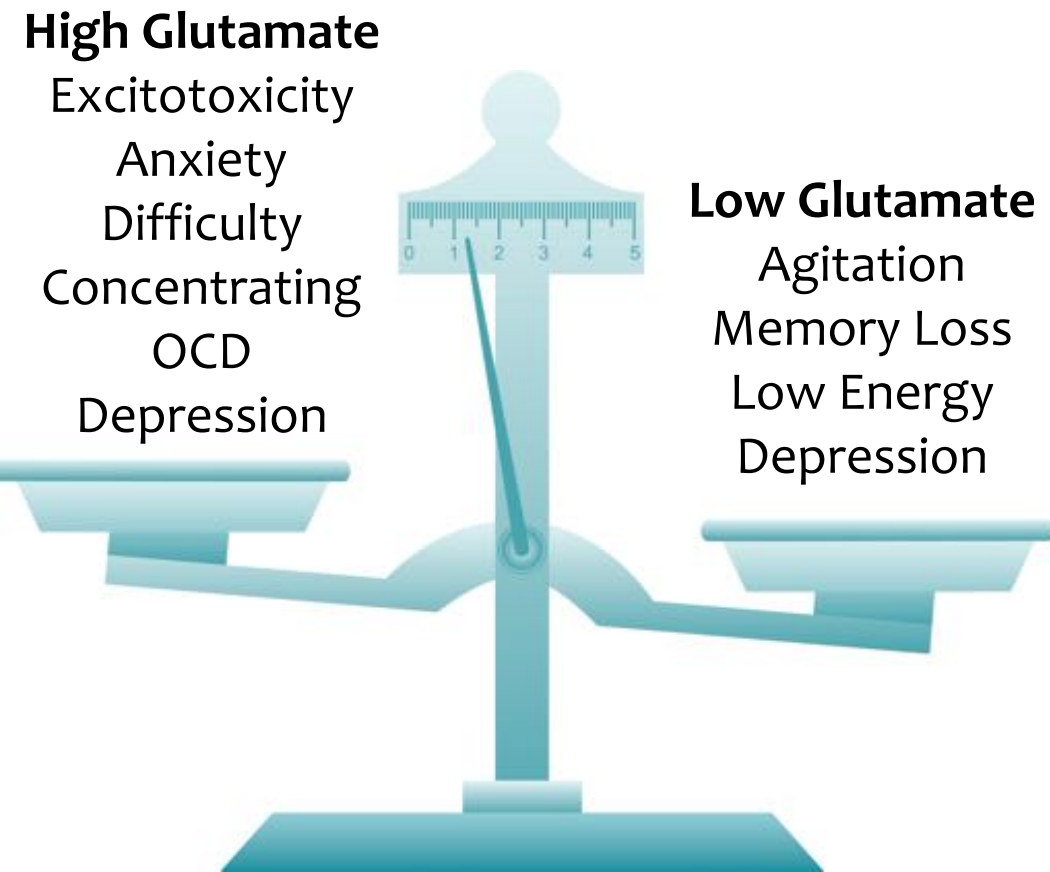 High Glutamate
Excitotoxicity
Anxiety
Difficulty
Concentrating
OCD
Depression
0 1 2 3 4 5
Low Glutamate
Agitation
Memory Loss
Low Energy
Depression